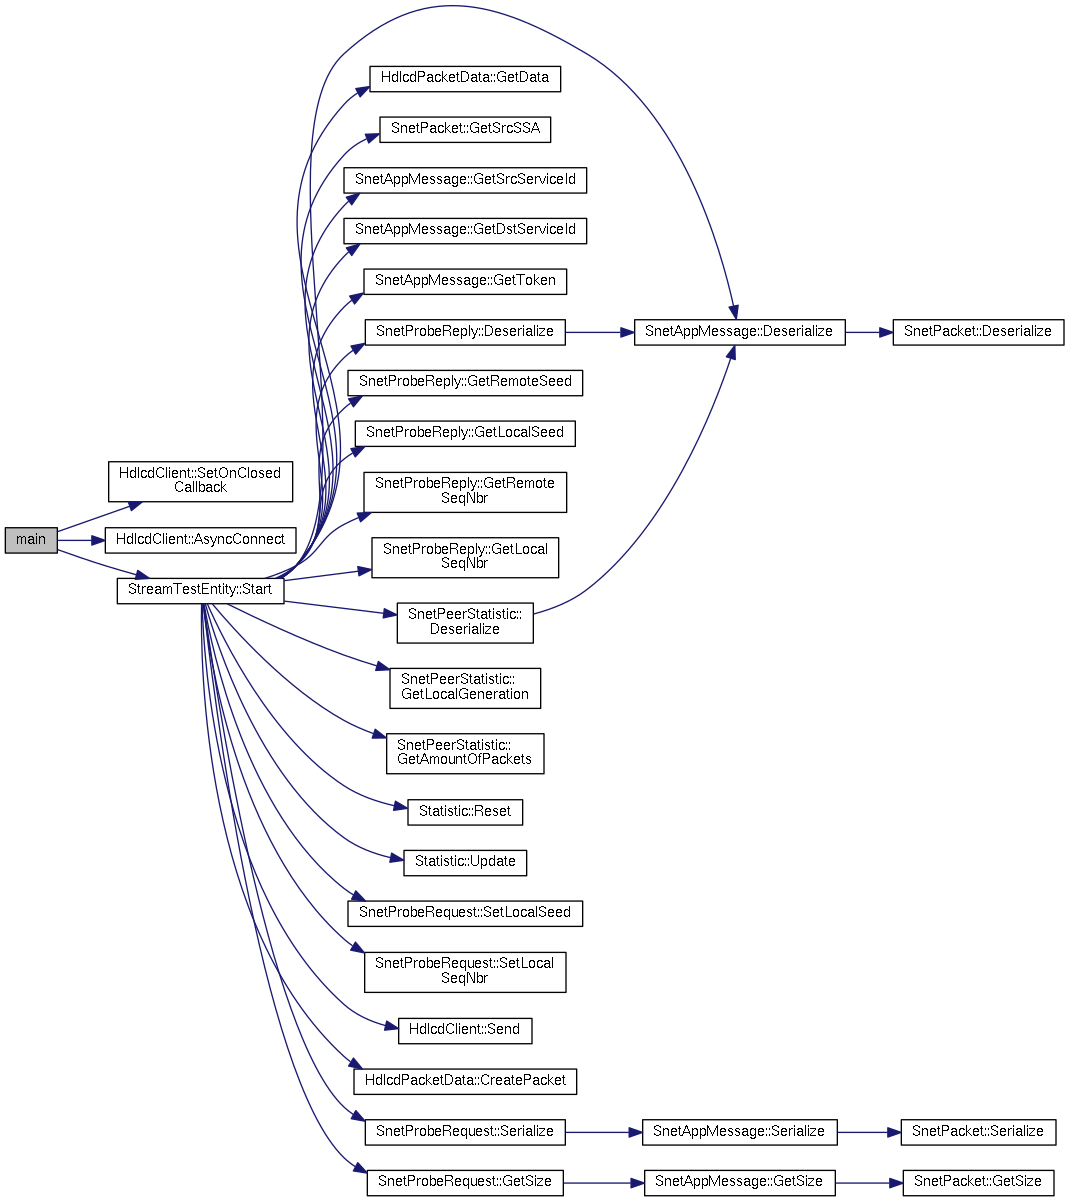 HdlcdPacketData::GetData
SnetPacket::GetSrcSSA
SnetAppMessage::GetSrcServiceId
SnetAppMessage::GetDstServiceId
SnetAppMessage::GetToken
SnetProbeReply::Deserialize
SnetAppMessage::Deserialize
SnetPacket::Deserialize
SnetProbeReply::GetRemoteSeed
SnetProbeReply::GetLocalSeed
HdlcdClient::SetOnClosed
Callback
SnetProbeReply::GetRemote
SeqNbr
main
HdlcdClient::AsyncConnect
SnetProbeReply::GetLocal
SeqNbr
StreamTestEntity::Start
SnetPeerStatistic::
Deserialize
SnetPeerStatistic::
GetLocalGeneration
SnetPeerStatistic::
GetAmountOfPackets
Statistic::Reset
Statistic::Update
SnetProbeRequest::SetLocalSeed
SnetProbeRequest::SetLocal
SeqNbr
HdlcdClient::Send
HdlcdPacketData::CreatePacket
SnetProbeRequest::Serialize
SnetAppMessage::Serialize
SnetPacket::Serialize
SnetProbeRequest::GetSize
SnetAppMessage::GetSize
SnetPacket::GetSize